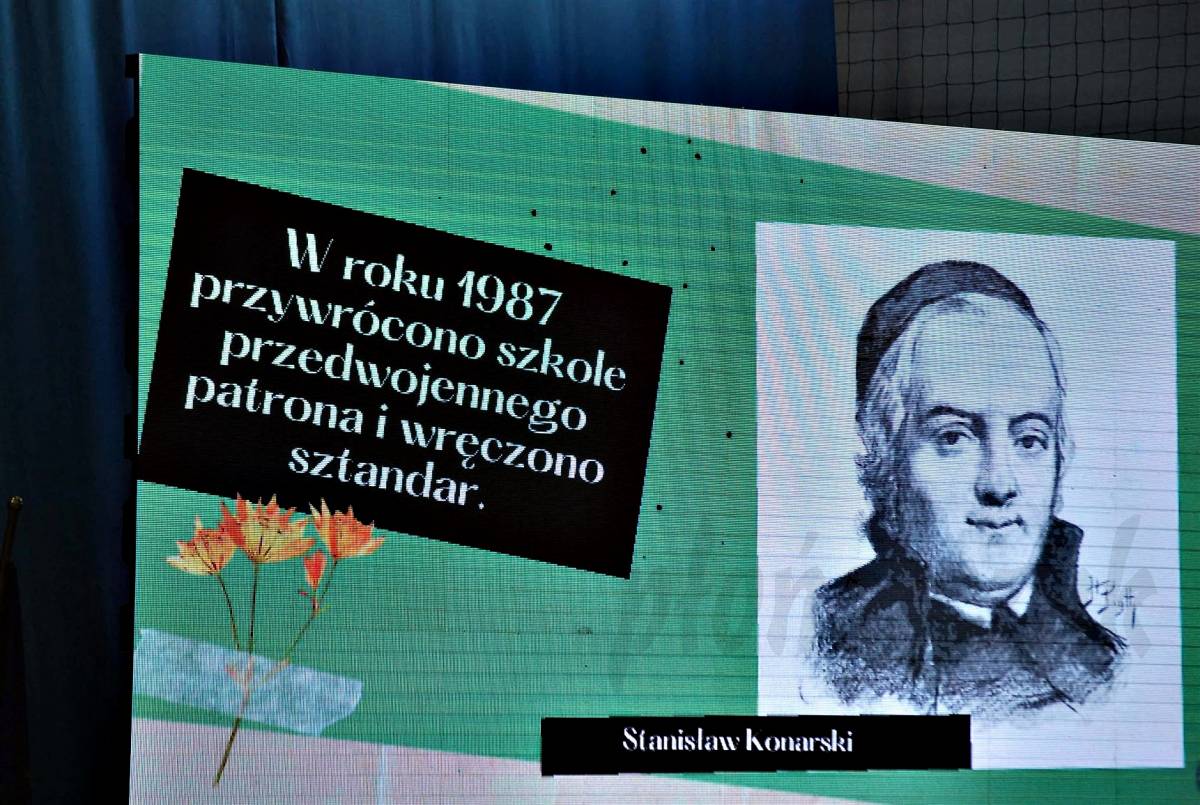 W roku 1987
przywrócono szkole
przedwojennego
patrona i wręczono
sztandar.
Stanisław Konarski